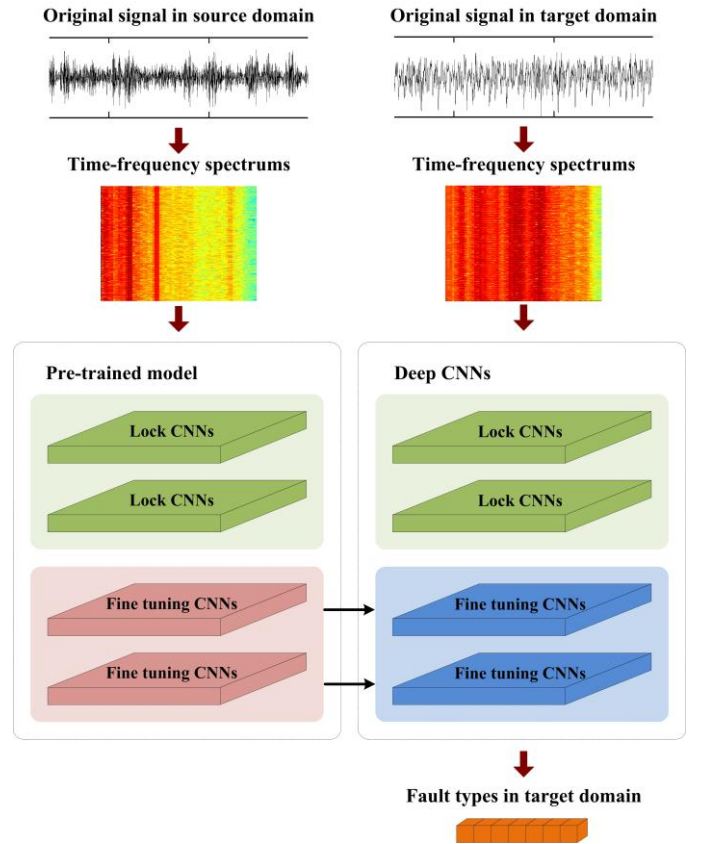 Original signal in source domain
Original signal in target domain
Time-frequency spectrums
Time-frequency spectrums
Pre-trained model
Lock CNNs
Lock CNNs
Fine tuning CNNs
Fine tuning CNNs
Deep CNNs
Lock CNNs
Lock CNNs
Fine tuning CNNs
Fine tuning CNNs
Fault types in target domain